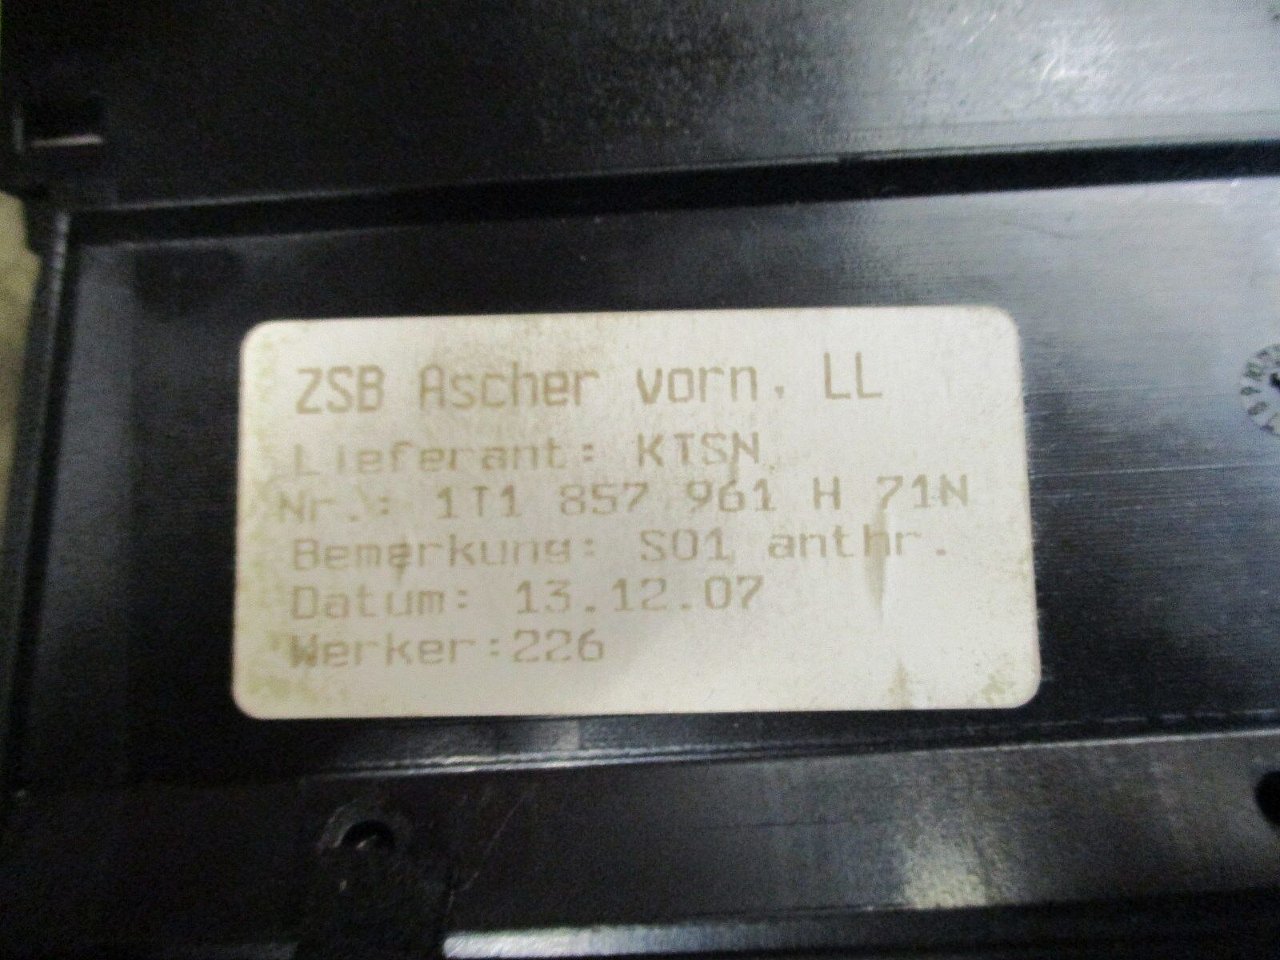 ZSB Ascher vorn, LL
Lieferant: KTSN
Nr.: 1T1 857 961 H 71N
Bemerkung: S01 anthr.
Datum: 13.12.07
Werker:226